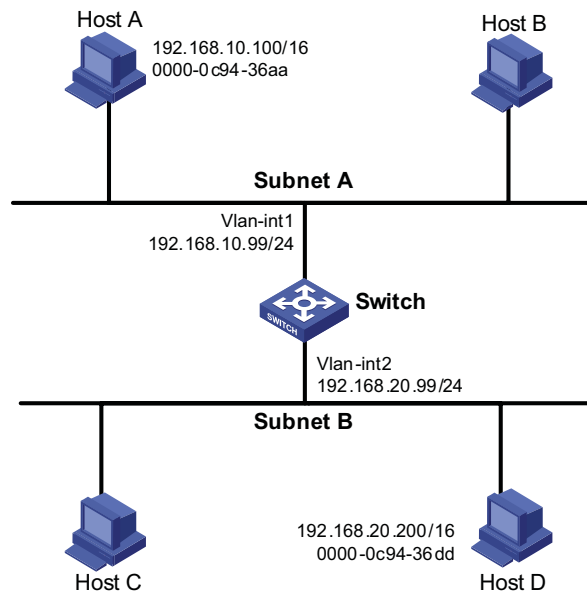 Host A
192.168.10.100/16
0000-0c94-36aa
Host B
Subnet A
Vlan-int1
192.168.10.99/24
SWITCH
Switch
Vlan-int2
192.168.20.99/24
Subnet B
192.168.20.200/16
0000-0c94-36dd
Host C
Host D